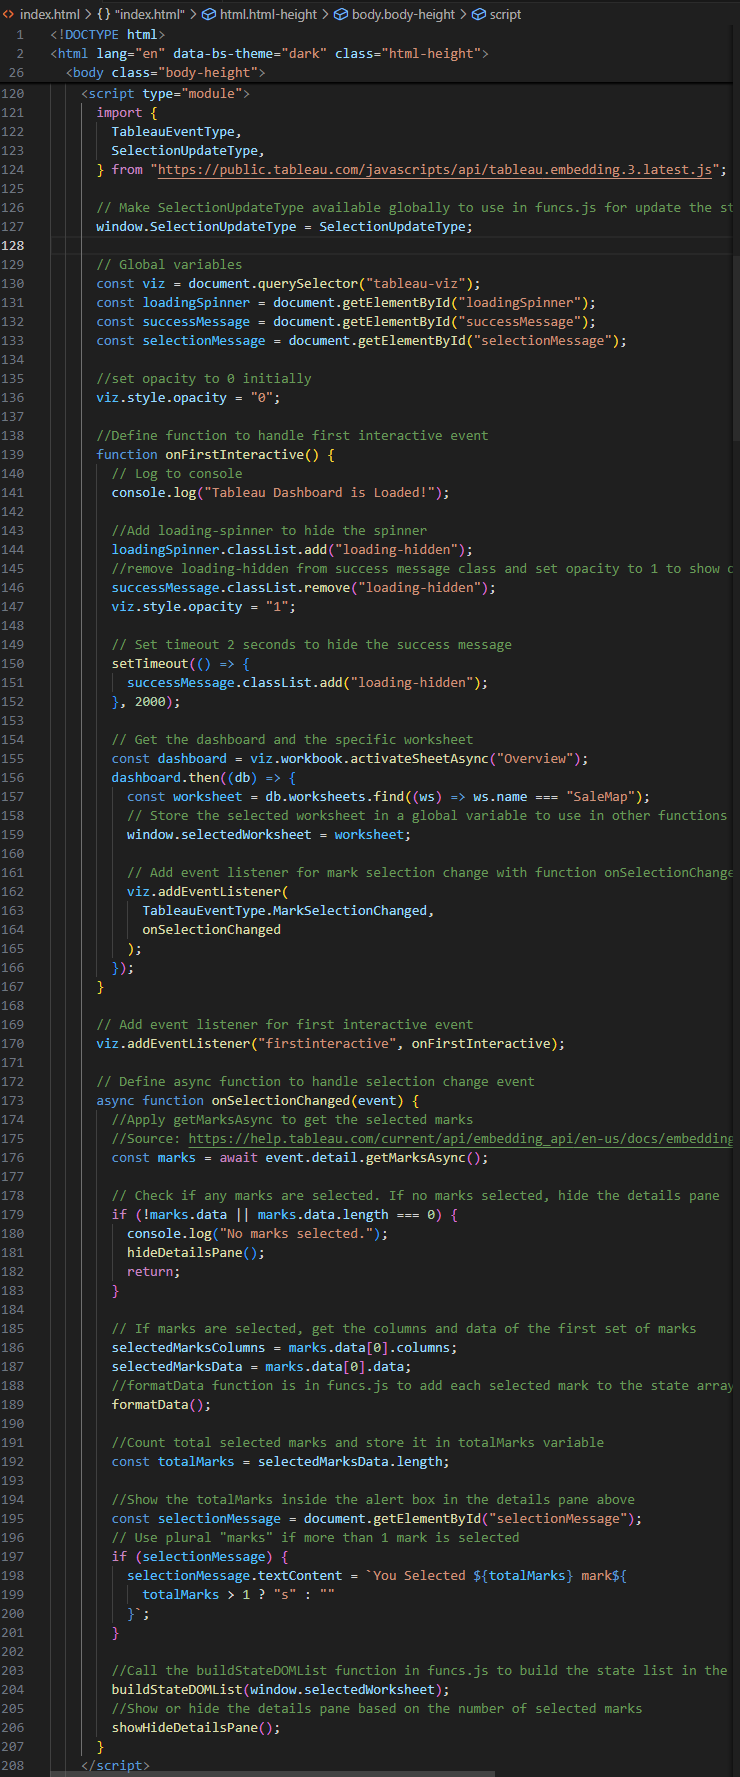 index.html > {} "index.html" > html.html-height > body.body-height > script
1 <!DOCTYPE html>
2 <html lang="en" data-bs-theme="dark" class="html-height">
26 <body class="body-height">
120 <script type="module">
121 import {
122 TableauEventType,
123 SelectionUpdateType,
124 } from "https://public.tableau.com/javascripts/api/tableau.embedding.3.latest.js";
125
126 // Make SelectionUpdateType available globally to use in funcs.js for update the st
127 window.SelectionUpdateType = SelectionUpdateType;
128
129 // Global variables
130 const viz = document.querySelector("tableau-viz");
131 const loadingSpinner = document.getElementById("loadingSpinner");
132 const successMessage = document.getElementById("successMessage");
133 const selectionMessage = document.getElementById("selectionMessage");
134
135 //set opacity to 0 initially
136 viz.style.opacity = "0";
137
138 //Define function to handle first interactive event
139 function onFirstInteractive() {
140 // Log to console
141 console.log("Tableau Dashboard is Loaded!");
142
143 //Add loading-spinner to hide the spinner
144 loadingSpinner.classList.add("loading-hidden");
145 //remove loading-hidden from success message class and set opacity to 1 to show
146 successMessage.classList.remove("loading-hidden");
147 viz.style.opacity = "1";
148
149 // Set timeout 2 seconds to hide the success message
150 setTimeout(() => {
151 successMessage.classList.add("loading-hidden");
152 }, 2000);
153
154 // Get the dashboard and the specific worksheet
155 const dashboard = viz.workbook.activateSheetAsync("Overview");
156 dashboard.then((db) => {
157 const worksheet = db.worksheets.find((ws) => ws.name === "SaleMap");
158 // Store the selected worksheet in a global variable to use in other functions
159 window.selectedWorksheet = worksheet;
160
161 // Add event listener for mark selection change with function onSelectionChange
162 viz.addEventListener(
163 TableauEventType.MarkSelectionChanged,
164 onSelectionChanged
165 );
166 });
167 }
168
169 // Add event listener for first interactive event
170 viz.addEventListener("firstinteractive", onFirstInteractive);
171
172 // Define async function to handle selection change event
173 async function onSelectionChanged(event) {
174 //Apply getMarksAsync to get the selected marks
175 //Source: https://help.tableau.com/current/api/embedding_api/en-us/docs/embedding
176 const marks = await event.detail.getMarksAsync();
177
178 // Check if any marks are selected. If no marks selected, hide the details pane
179 if (!marks.data || marks.data.length === 0) {
180 console.log("No marks selected.");
181 hideDetailsPane();
182 return;
183 }
184
185 // If marks are selected, get the columns and data of the first set of marks
186 selectedMarksColumns = marks.data[0].columns;
187 selectedMarksData = marks.data[0].data;
188 //formatData function is in funcs.js to add each selected mark to the state array
189 formatData();
190
191 //Count total selected marks and store it in totalMarks variable
192 const totalMarks = selectedMarksData.length;
193
194 //Show the totalMarks inside the alert box in the details pane above
195 const selectionMessage = document.getElementById("selectionMessage");
196 // Use plural "marks" if more than 1 mark is selected
197 if (selectionMessage) {
198 selectionMessage.textContent = `You Selected ${totalMarks} mark${
199 totalMarks > 1 ? "s" : ""
200 }`;
201 }
202
203 //Call the buildStateDOMList function in funcs.js to build the state list in the
204 buildStateDOMList(window.selectedWorksheet);
205 //Show or hide the details pane based on the number of selected marks
206 showHideDetailsPane();
207 }
208 </script>